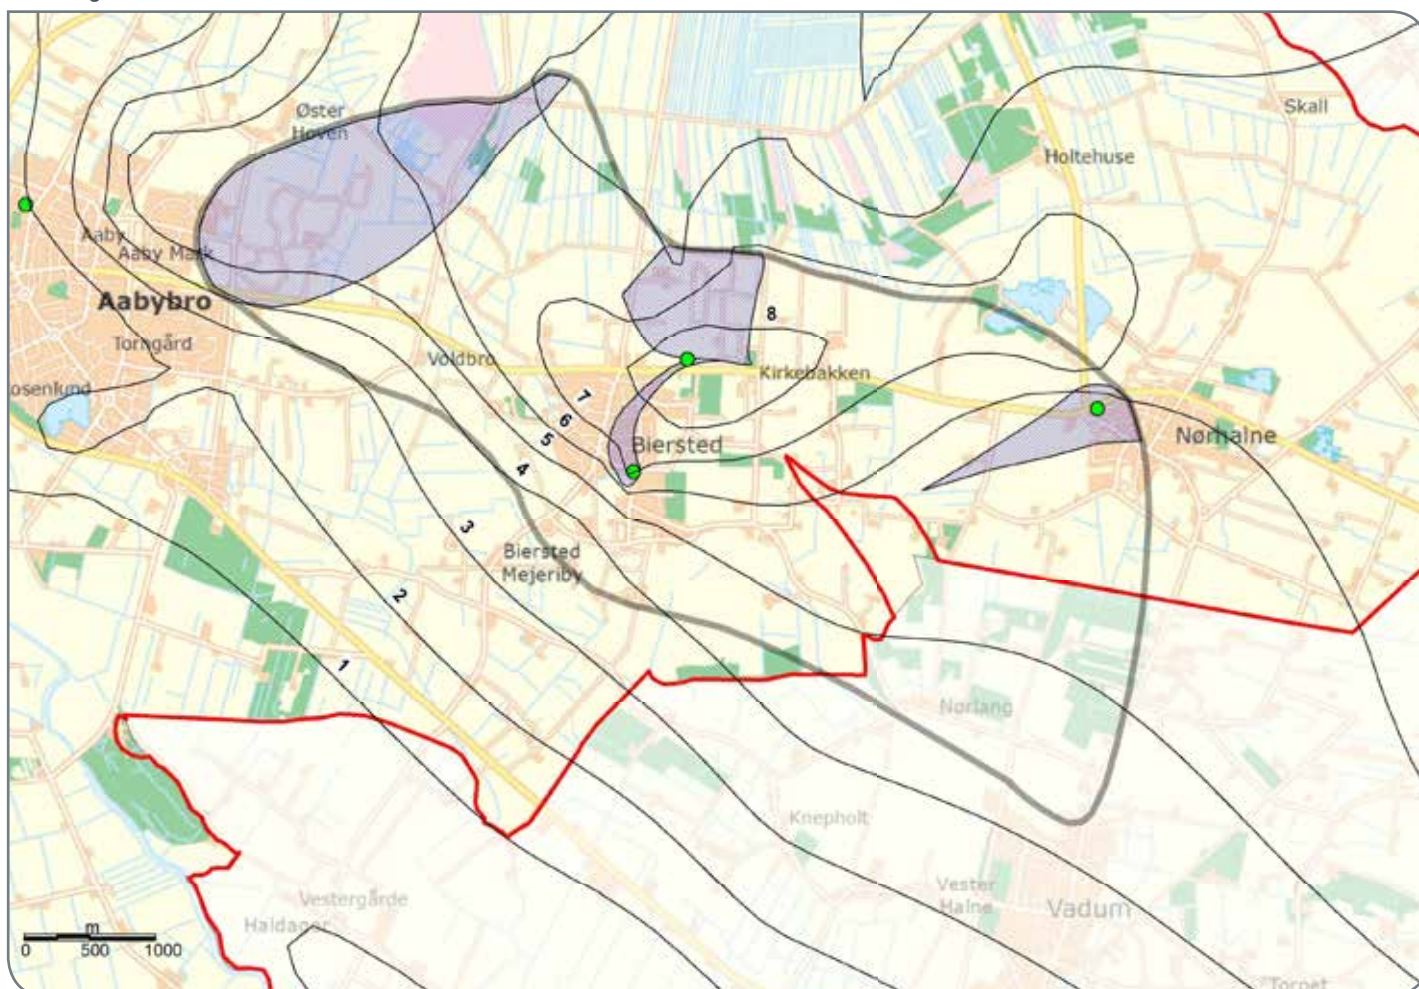 Skall
Øster
Hoven
Holtehuse
Aaby
Aaby Mark
Aabybro
8
Torngård
Voldbro
Kirkebakken
osenlund
7
6
5
Biersted
Nørhalne
4
3
Biersted
Mejeriby
2
1
Nørlang
Knepholt
Vestergårde
Haldager
Vester
Halne
Vadum
m
0 500 1000
Torpet